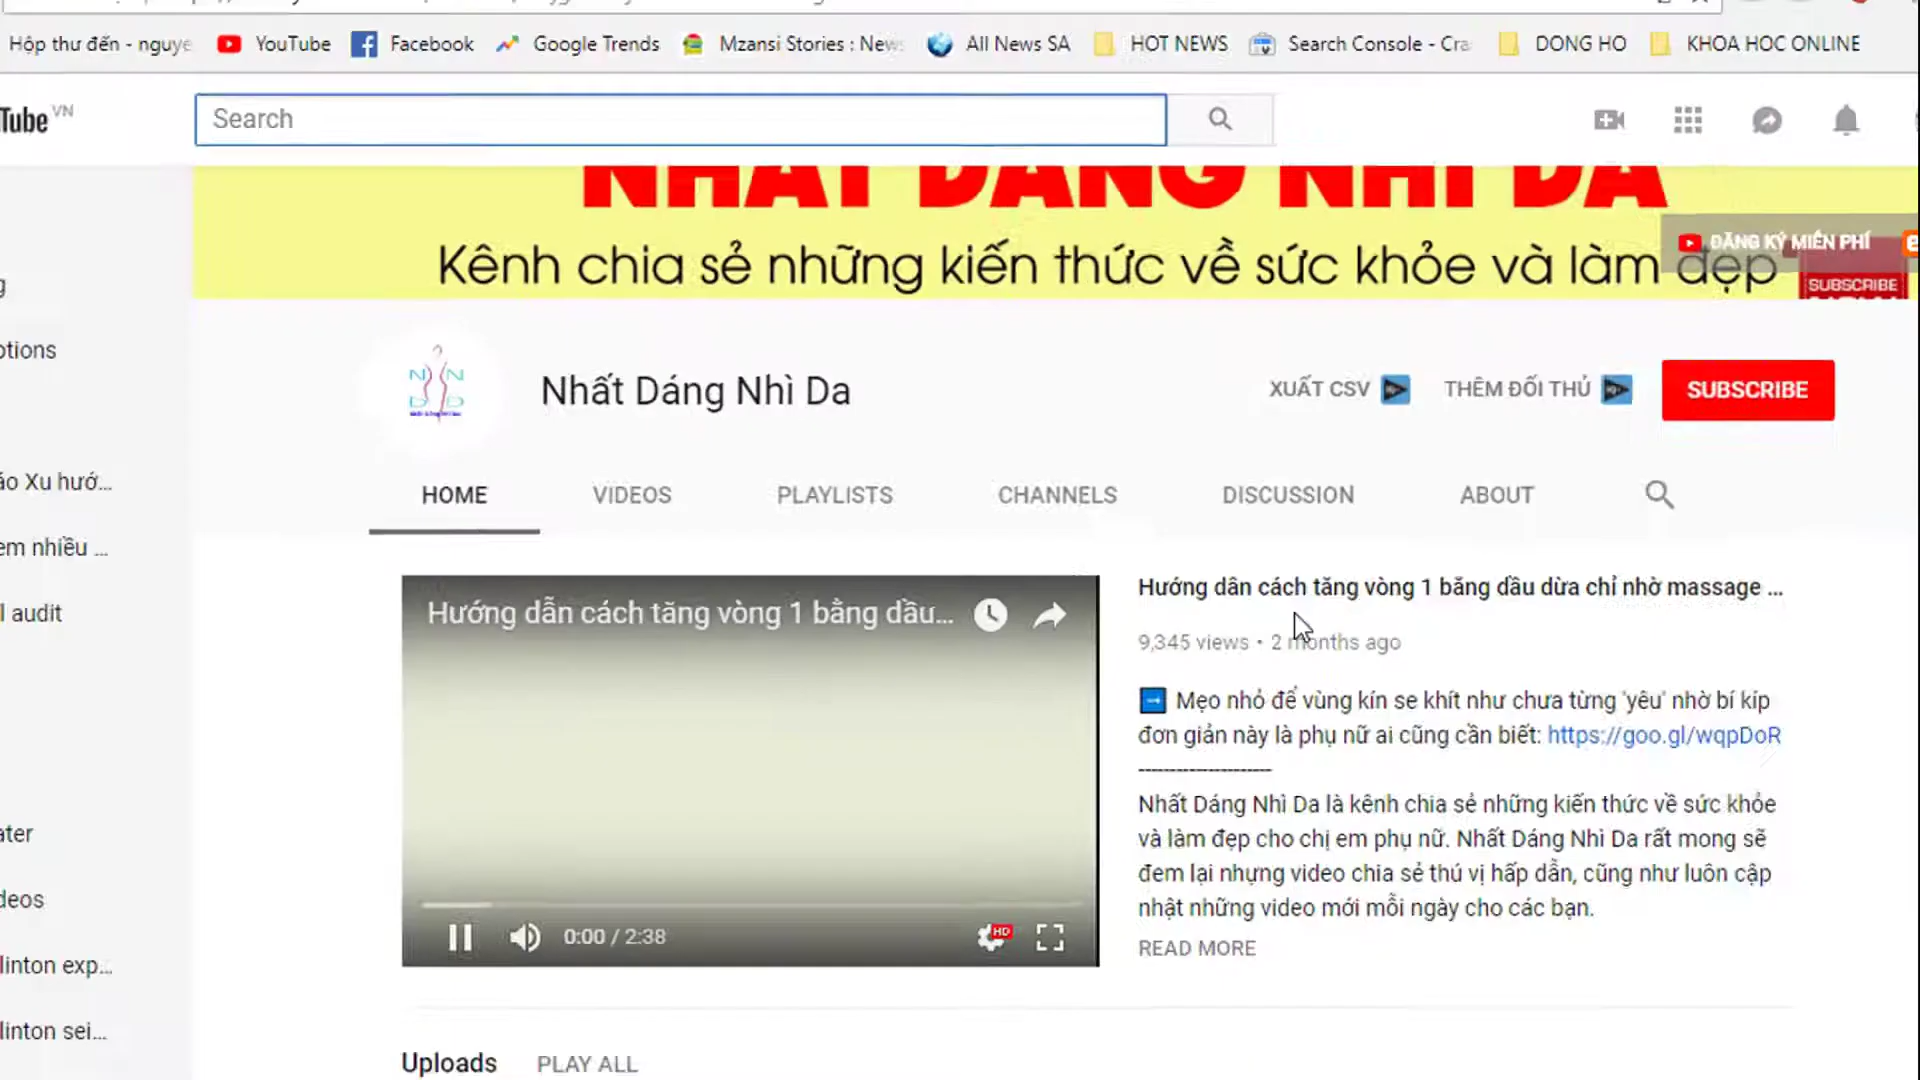 Hộp thư đến - nguye YouTube Facebook Google Trends Mzansi Stories : News All News SA HOT NEWS Search Console - Cra DONG HO KHOA HOC ONLINE
Tube VN
Search
NHẤT DÁNG NHÌ DA
Kênh chia sẻ những kiến thức về sức khỏe và làm đẹp
ĐĂNG KÝ MIỄN PHÍ
SUBSCRIBE
Nhất Dáng Nhì Da
XUẤT CSV THÊM ĐỐI THỦ SUBSCRIBE
HOME VIDEOS PLAYLISTS CHANNELS DISCUSSION ABOUT
g
otions
áo Xu hướ...
em nhiều ...
l audit
ater
deos
linton exp...
linton sei...
Hướng dẫn cách tăng vòng 1 bằng dầu...
0:00 / 2:38
HD
Hướng dẫn cách tăng vòng 1 bằng dầu dừa chỉ nhờ massage ...
9,345 views • 2 months ago
Mẹo nhỏ để vùng kín se khít như chưa từng 'yêu' nhờ bí kíp
đơn giản này là phụ nữ ai cũng cần biết: https://goo.gl/wqpDoR
--------------------
Nhất Dáng Nhì Da là kênh chia sẻ những kiến thức về sức khỏe
và làm đẹp cho chị em phụ nữ. Nhất Dáng Nhì Da rất mong sẽ
đem lại nhựng video chia sẻ thú vị hấp dẫn, cũng như luôn cập
nhật những video mới mỗi ngày cho các bạn.
READ MORE
Uploads PLAY ALL